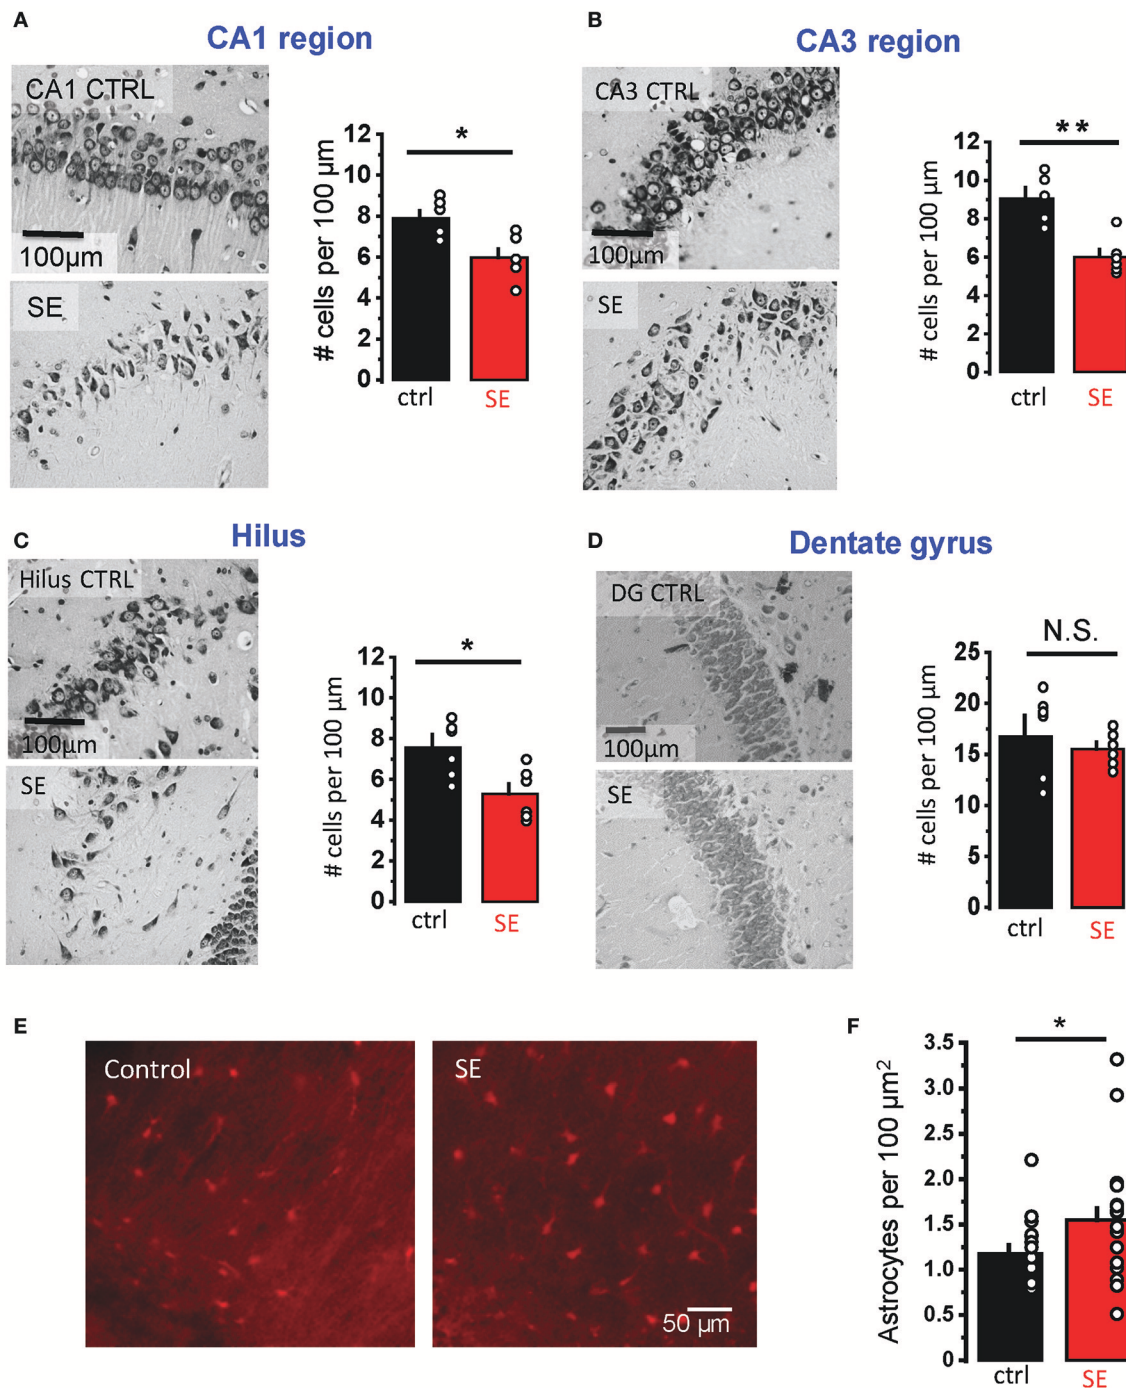 A
CA1 region
CA1 CTRL
100µm
SE
# cells per 100 µm
12
10
8
6
4
2
0
*
ctrl
SE
B
CA3 region
CA3 CTRL
100µm
SE
# cells per 100 µm
12
10
8
6
4
2
0
**
ctrl
SE
C
Hilus
Hilus CTRL
100µm
SE
# cells per 100 µm
12
10
8
6
4
2
0
*
ctrl
SE
D
Dentate gyrus
DG CTRL
100µm
SE
# cells per 100 µm
25
20
15
10
5
0
N.S.
ctrl
SE
E
Control
SE
50 µm
F
Astrocytes per 100 µm²
3.5
3.0
2.5
2.0
1.5
1.0
0.5
0
*
ctrl
SE